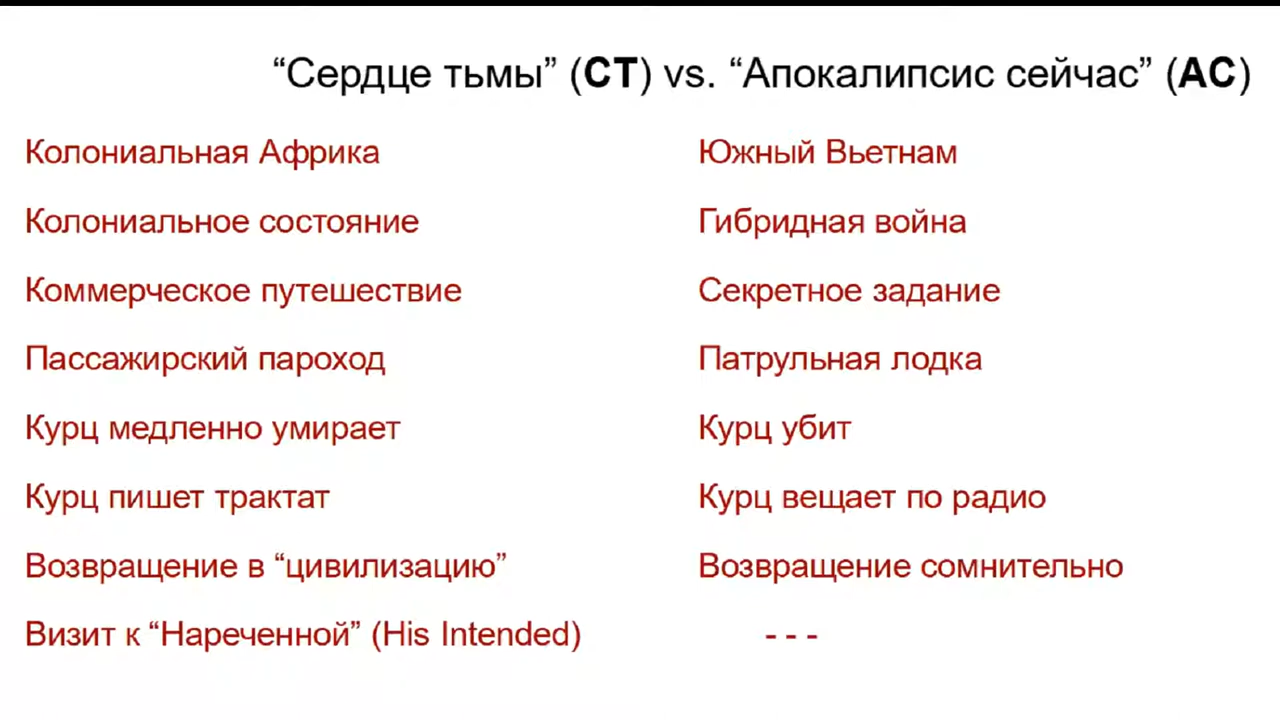 “Сердце тьмы” (СТ) vs. “Апокалипсис сейчас” (АС)
Колониальная Африка
Южный Вьетнам
Колониальное состояние
Гибридная война
Коммерческое путешествие
Секретное задание
Пассажирский пароход
Патрульная лодка
Курц медленно умирает
Курц убит
Курц пишет трактат
Курц вещает по радио
Возвращение в “цивилизацию”
Возвращение сомнительно
Визит к “Нареченной” (His Intended)
- - -